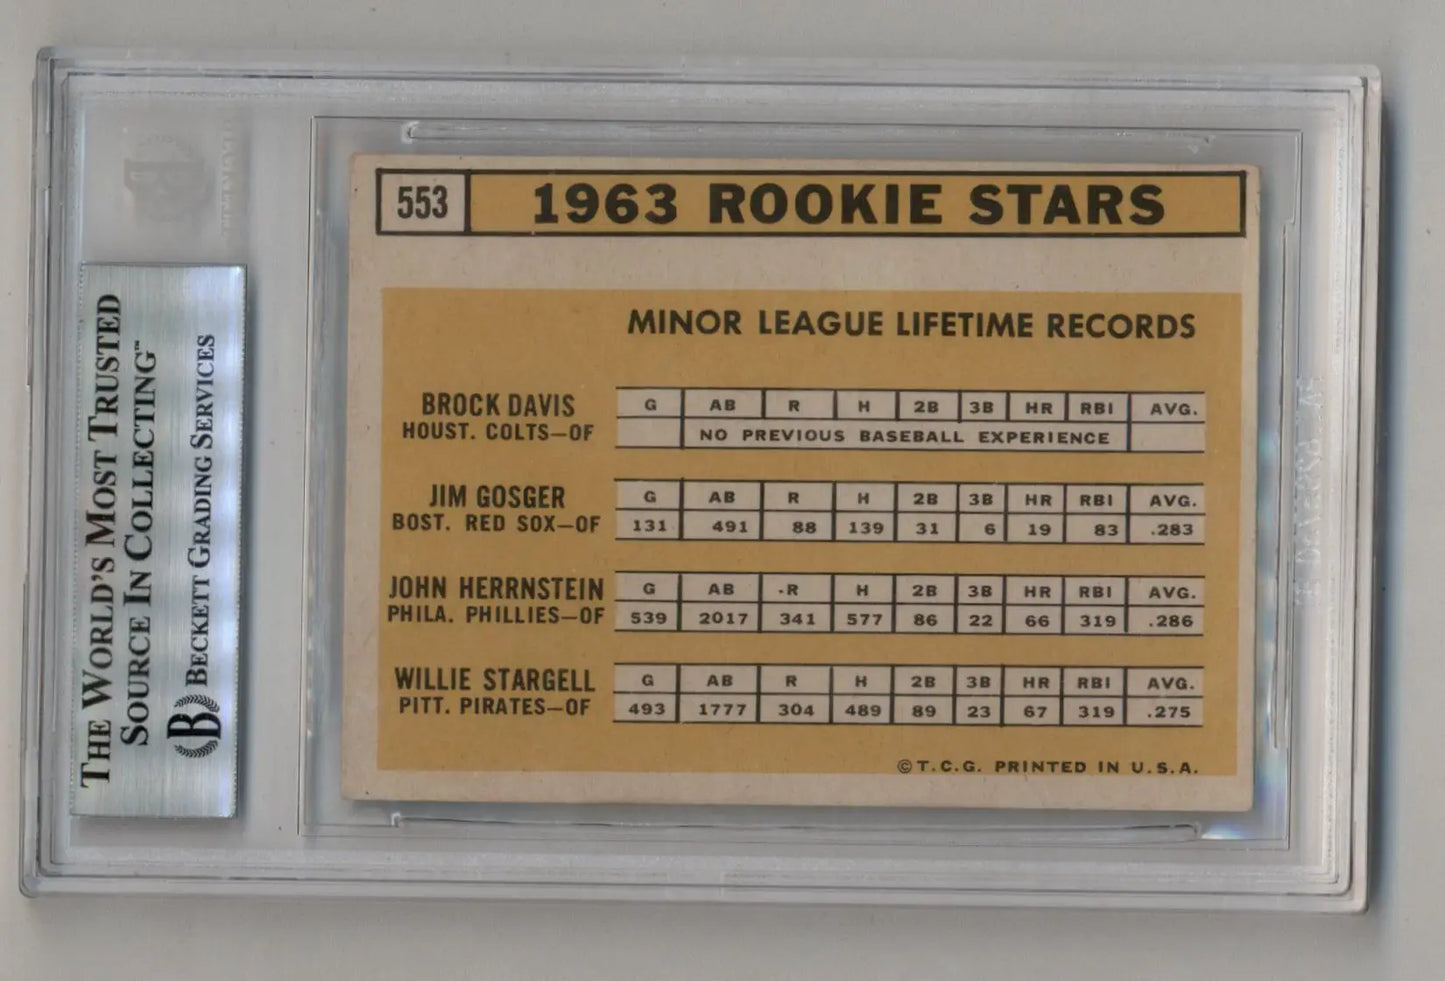 553 1963 ROOKIE STARS
MINOR LEAGUE LIFETIME RECORDS
BROCK DAVIS
HOUST. COLTS—OF
G AB R H 2B 3B HR RBI AVG.
NO PREVIOUS BASEBALL EXPERIENCE
JIM GOSGER
BOST. RED SOX—OF
G AB R H 2B 3B HR RBI AVG.
131 491 88 139 31 6 19 83 .283
JOHN HERRNSTEIN
PHILA. PHILLIES—OF
G AB R H 2B 3B HR RBI AVG.
539 2017 341 577 86 22 66 319 .286
WILLIE STARGELL
PITT. PIRATES—OF
G AB R H 2B 3B HR RBI AVG.
493 1777 304 489 89 23 67 319 .275
©T.C.G. PRINTED IN U.S.A.
THE WORLD'S MOST TRUSTED
SOURCE IN COLLECTING™
B BECKETT GRADING SERVICES